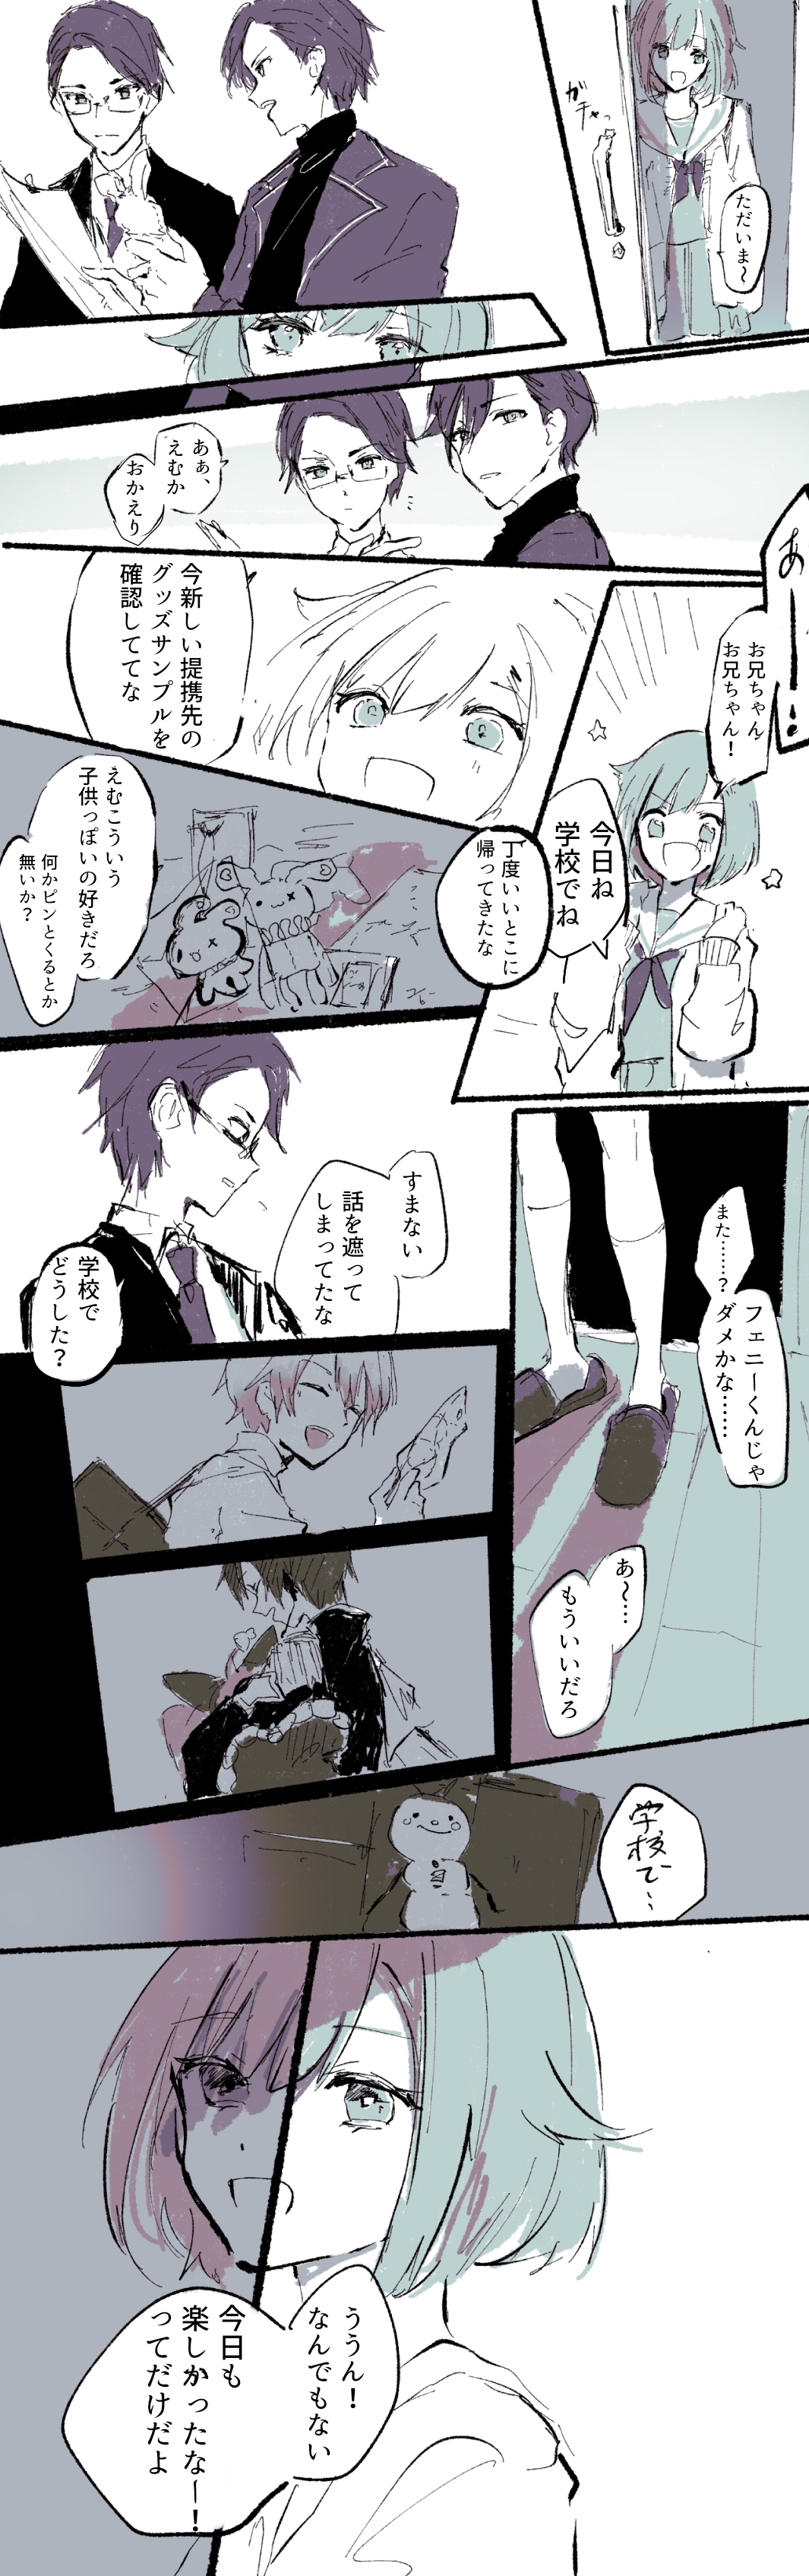 ガチャっ
ただいま〜
あぁ、
えむか
おかえり
あーー!
お兄ちゃん
お兄ちゃん！
今日ね
学校でね
今新しい提携先の
グッズサンプルを
確認しててな
丁度いいとこに
帰ってきたな
えむこういう
子供っぽいの好きだろ
何かピンとくるとか
無いか？
また……？
フェニーくんじゃ
ダメかな……
あ〜…
もういいだろ
すまない
話を遮って
しまってたな
学校で
どうした？
学校で…
ううん！
なんでもない
今日も
楽しかったな〜！
ってだけだよ